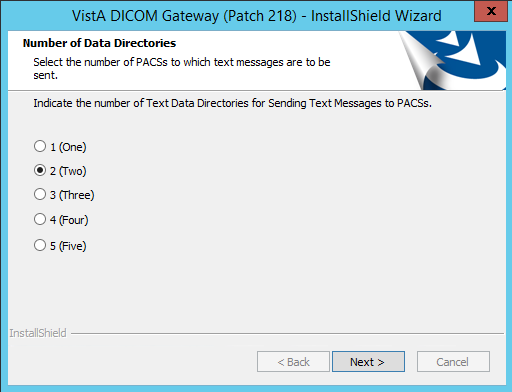 VistA DICOM Gateway (Patch 218) - InstallShield Wizard
x
Number of Data Directories
Select the number of PACSs to which text messages are to be
sent.
Indicate the number of Text Data Directories for Sending Text Messages to PACSs.
1 (One)
2 (Two)
3 (Three)
4 (Four)
5 (Five)
InstallShield
< Back
Next >
Cancel